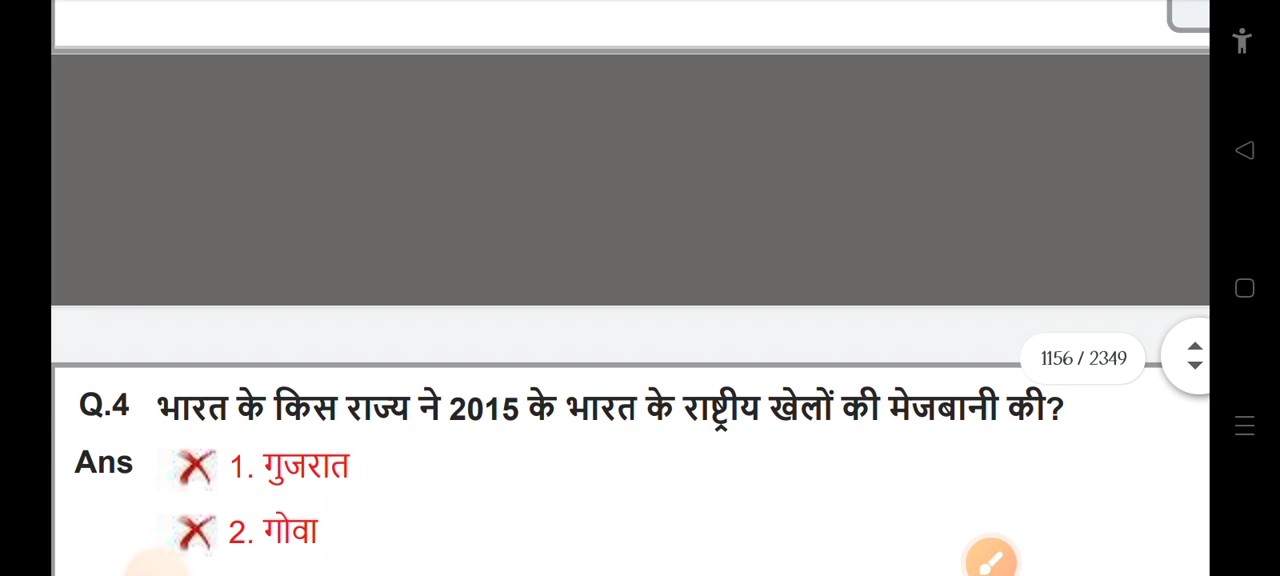 1156 / 2349
Q.4 भारत के किस राज्य ने 2015 के भारत के राष्ट्रीय खेलों की मेजबानी की?
Ans 1. गुजरात
2. गोवा